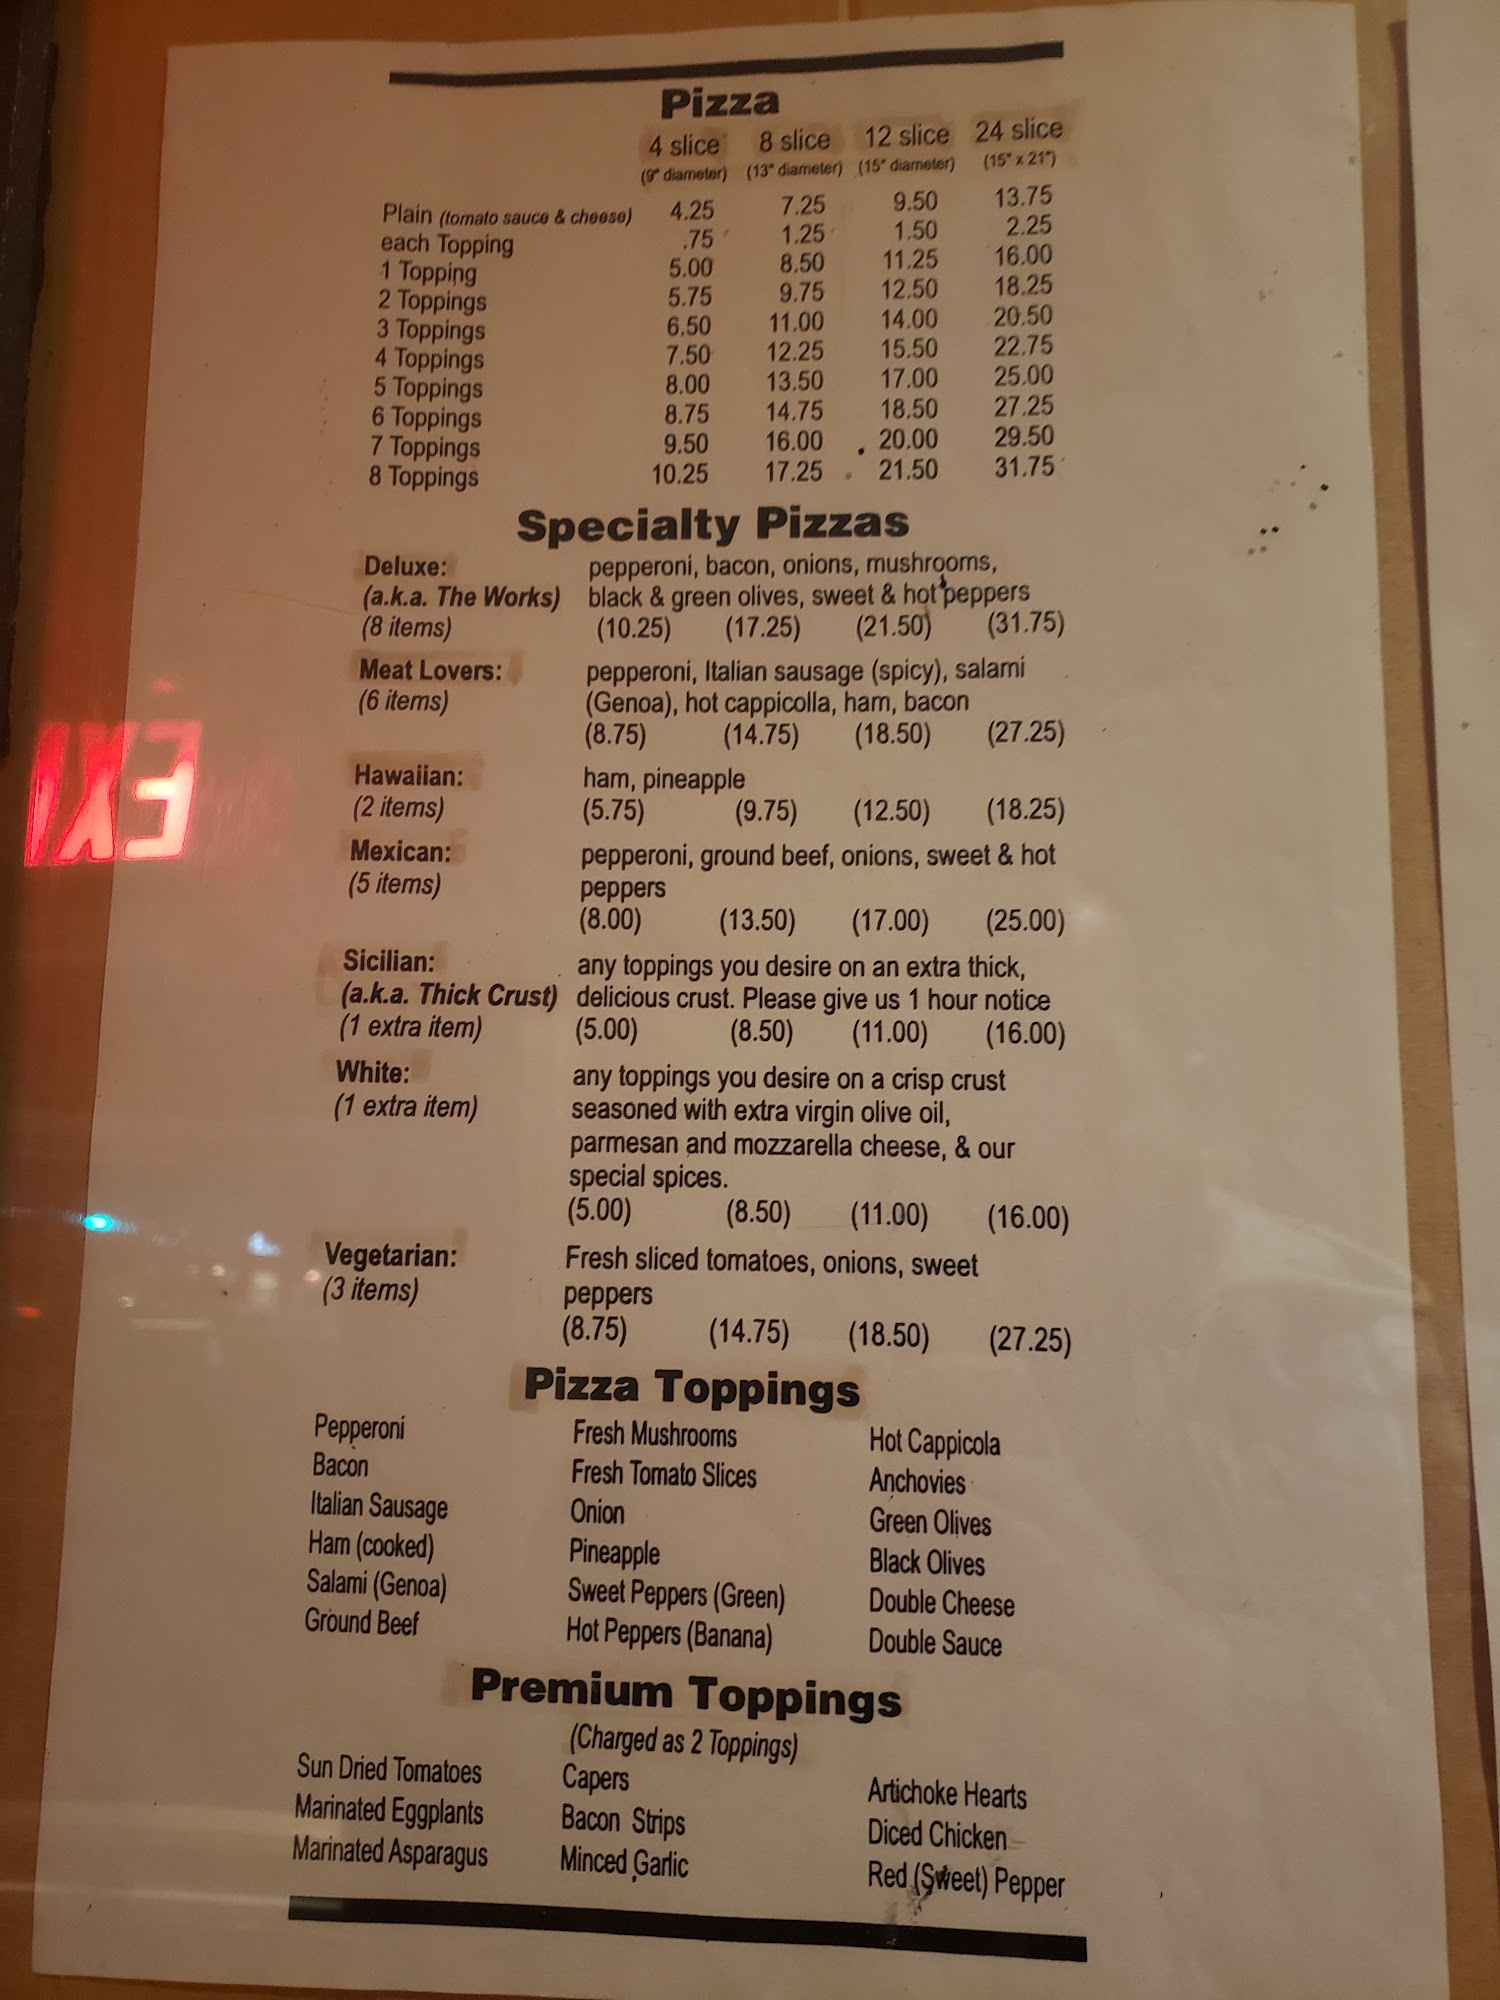 Pizza
4 slice 8 slice 12 slice 24 slice
(9" diameter) (13" diameter) (15" diameter) (15" x 21")
Plain (tomato sauce & cheese) 4.25 7.25 9.50 13.75
each Topping .75 1.25 1.50 2.25
1 Topping 5.00 8.50 11.25 16.00
2 Toppings 5.75 9.75 12.50 18.25
3 Toppings 6.50 11.00 14.00 20.50
4 Toppings 7.50 12.25 15.50 22.75
5 Toppings 8.00 13.50 17.00 25.00
6 Toppings 8.75 14.75 18.50 27.25
7 Toppings 9.50 16.00 20.00 29.50
8 Toppings 10.25 17.25 21.50 31.75
Specialty Pizzas
Deluxe: pepperoni, bacon, onions, mushrooms,
(a.k.a. The Works) black & green olives, sweet & hot peppers
(8 items) (10.25) (17.25) (21.50) (31.75)
Meat Lovers: pepperoni, Italian sausage (spicy), salami
(6 items) (Genoa), hot cappicolla, ham, bacon
(8.75) (14.75) (18.50) (27.25)
Hawaiian: ham, pineapple
(2 items) (5.75) (9.75) (12.50) (18.25)
Mexican: pepperoni, ground beef, onions, sweet & hot
(5 items) peppers
(8.00) (13.50) (17.00) (25.00)
Sicilian: any toppings you desire on an extra thick,
(a.k.a. Thick Crust) delicious crust. Please give us 1 hour notice
(1 extra item) (5.00) (8.50) (11.00) (16.00)
White: any toppings you desire on a crisp crust
(1 extra item) seasoned with extra virgin olive oil,
parmesan and mozzarella cheese, & our
special spices.
(5.00) (8.50) (11.00) (16.00)
Vegetarian: Fresh sliced tomatoes, onions, sweet
(3 items) peppers
(8.75) (14.75) (18.50) (27.25)
Pizza Toppings
Pepperoni Fresh Mushrooms Hot Cappicola
Bacon Fresh Tomato Slices Anchovies
Italian Sausage Onion Green Olives
Ham (cooked) Pineapple Black Olives
Salami (Genoa) Sweet Peppers (Green) Double Cheese
Ground Beef Hot Peppers (Banana) Double Sauce
Premium Toppings
(Charged as 2 Toppings)
Sun Dried Tomatoes Capers Artichoke Hearts
Marinated Eggplants Bacon Strips Diced Chicken
Marinated Asparagus Minced Garlic Red (Sweet) Pepper
EXI